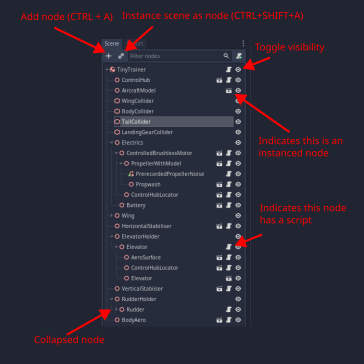 Add node (CTRL + A)
Instance scene as node (CTRL+SHIFT+A)
Toggle visibility
Scene
Filter nodes
TinyTrainer
ControlHub
AircraftModel
WingCollider
BodyCollider
TailCollider
LandingGearCollider
Electrics
ControlledBrushlessMotor
PropellerWithModel
PrerecordedPropellerNoise
Propwash
ControlHubLocator
Battery
Wing
HorizontalStabiliser
ElevatorHolder
Elevator
AeroSurface
ControlHubLocator
Elevator
VerticalStabiliser
RudderHolder
Rudder
BodyAero
Indicates this is an
instanced node
Indicates this node
has a script
Collapsed node